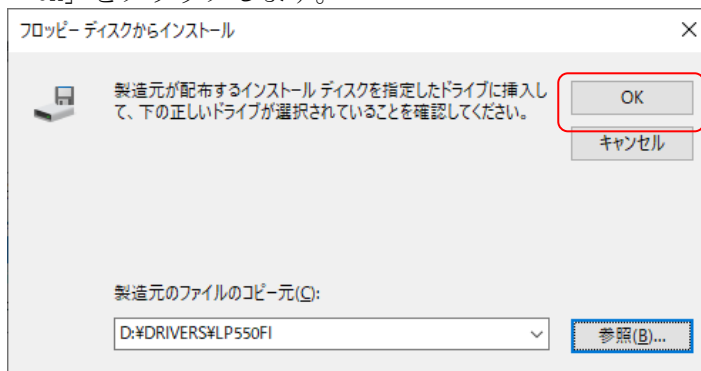 フロッピー ディスクからインストール
製造元が配布するインストール ディスクを指定したドライブに挿入し
て、下の正しいドライブが選択されていることを確認してください。
OK
キャンセル
製造元のファイルのコピー元(C):
D:¥DRIVERS¥LP550FI
参照(B)...